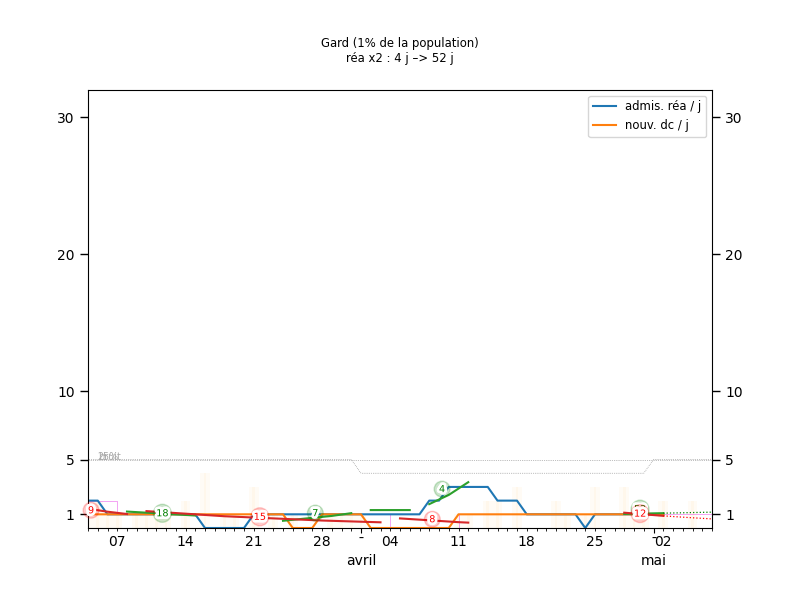 Gard (1% de la population)
réa x2 : 4 j –> 52 j
admis. réa / j
nouv. dc / j
30 30
20 20
10 10
5 5
1 1
9 18 15 7 8 4 12
07 14 21 28 - 04 11 18 25 02
avril mai